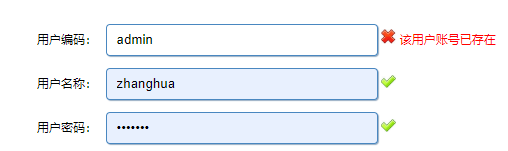 用户编码： admin 该用户账号已存在
用户名称： zhanghua
用户密码： •••••••